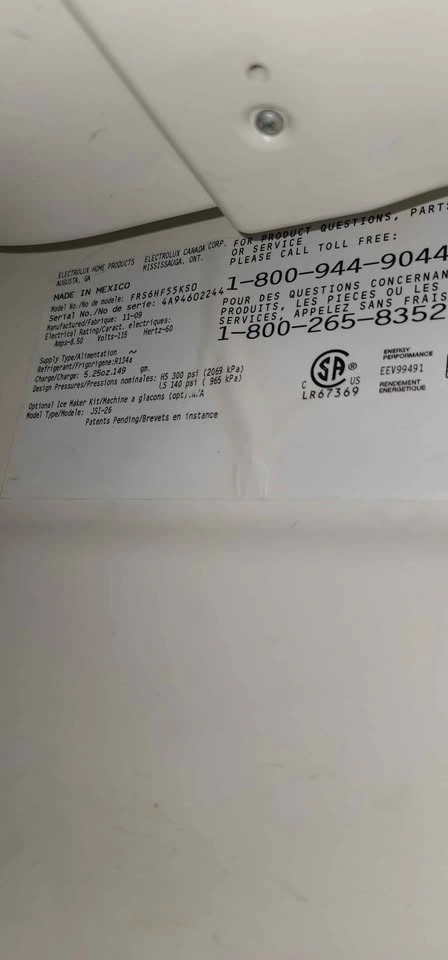 ELECTROLUX HOME PRODUCTS ELECTROLUX CANADA CORP.
AUGUSTA, GA MISSISSAUGA, ONT.
MADE IN MEXICO
Model No./No de modele: FRS6HF55KS0
Serial No./No de serie: 4A94602244
Manufactured/Fabrique: 11-09
Electrical Rating/Caract. electriques:
Amps-8.50 Volts-115 Hertz-60
Supply Type/Alimentation ~
Refrigerant/Frigorigene:R134a
Charge/Charge: 5.25oz.149 gm.
Design Pressures/Pressions nominales: HS 300 psi (2069 kPa)
LS 140 psi ( 965 kPa)
Optional Ice Maker Kit/Machine a glacons (opt).N/A
Model Type/Modele: JSI-26
Patents Pending/Brevets en instance
FOR PRODUCT QUESTIONS, PARTS
OR SERVICE
PLEASE CALL TOLL FREE:
1-800-944-9044
POUR DES QUESTIONS CONCERNAN
PRODUITS, LES PIECES OU LES
SERVICES, APPELEZ SANS FRAIS
1-800-265-8352
C SA ® US
LR67369
ENERGY
PERFORMANCE
EEV99491
RENDEMENT
ENERGETIQUE